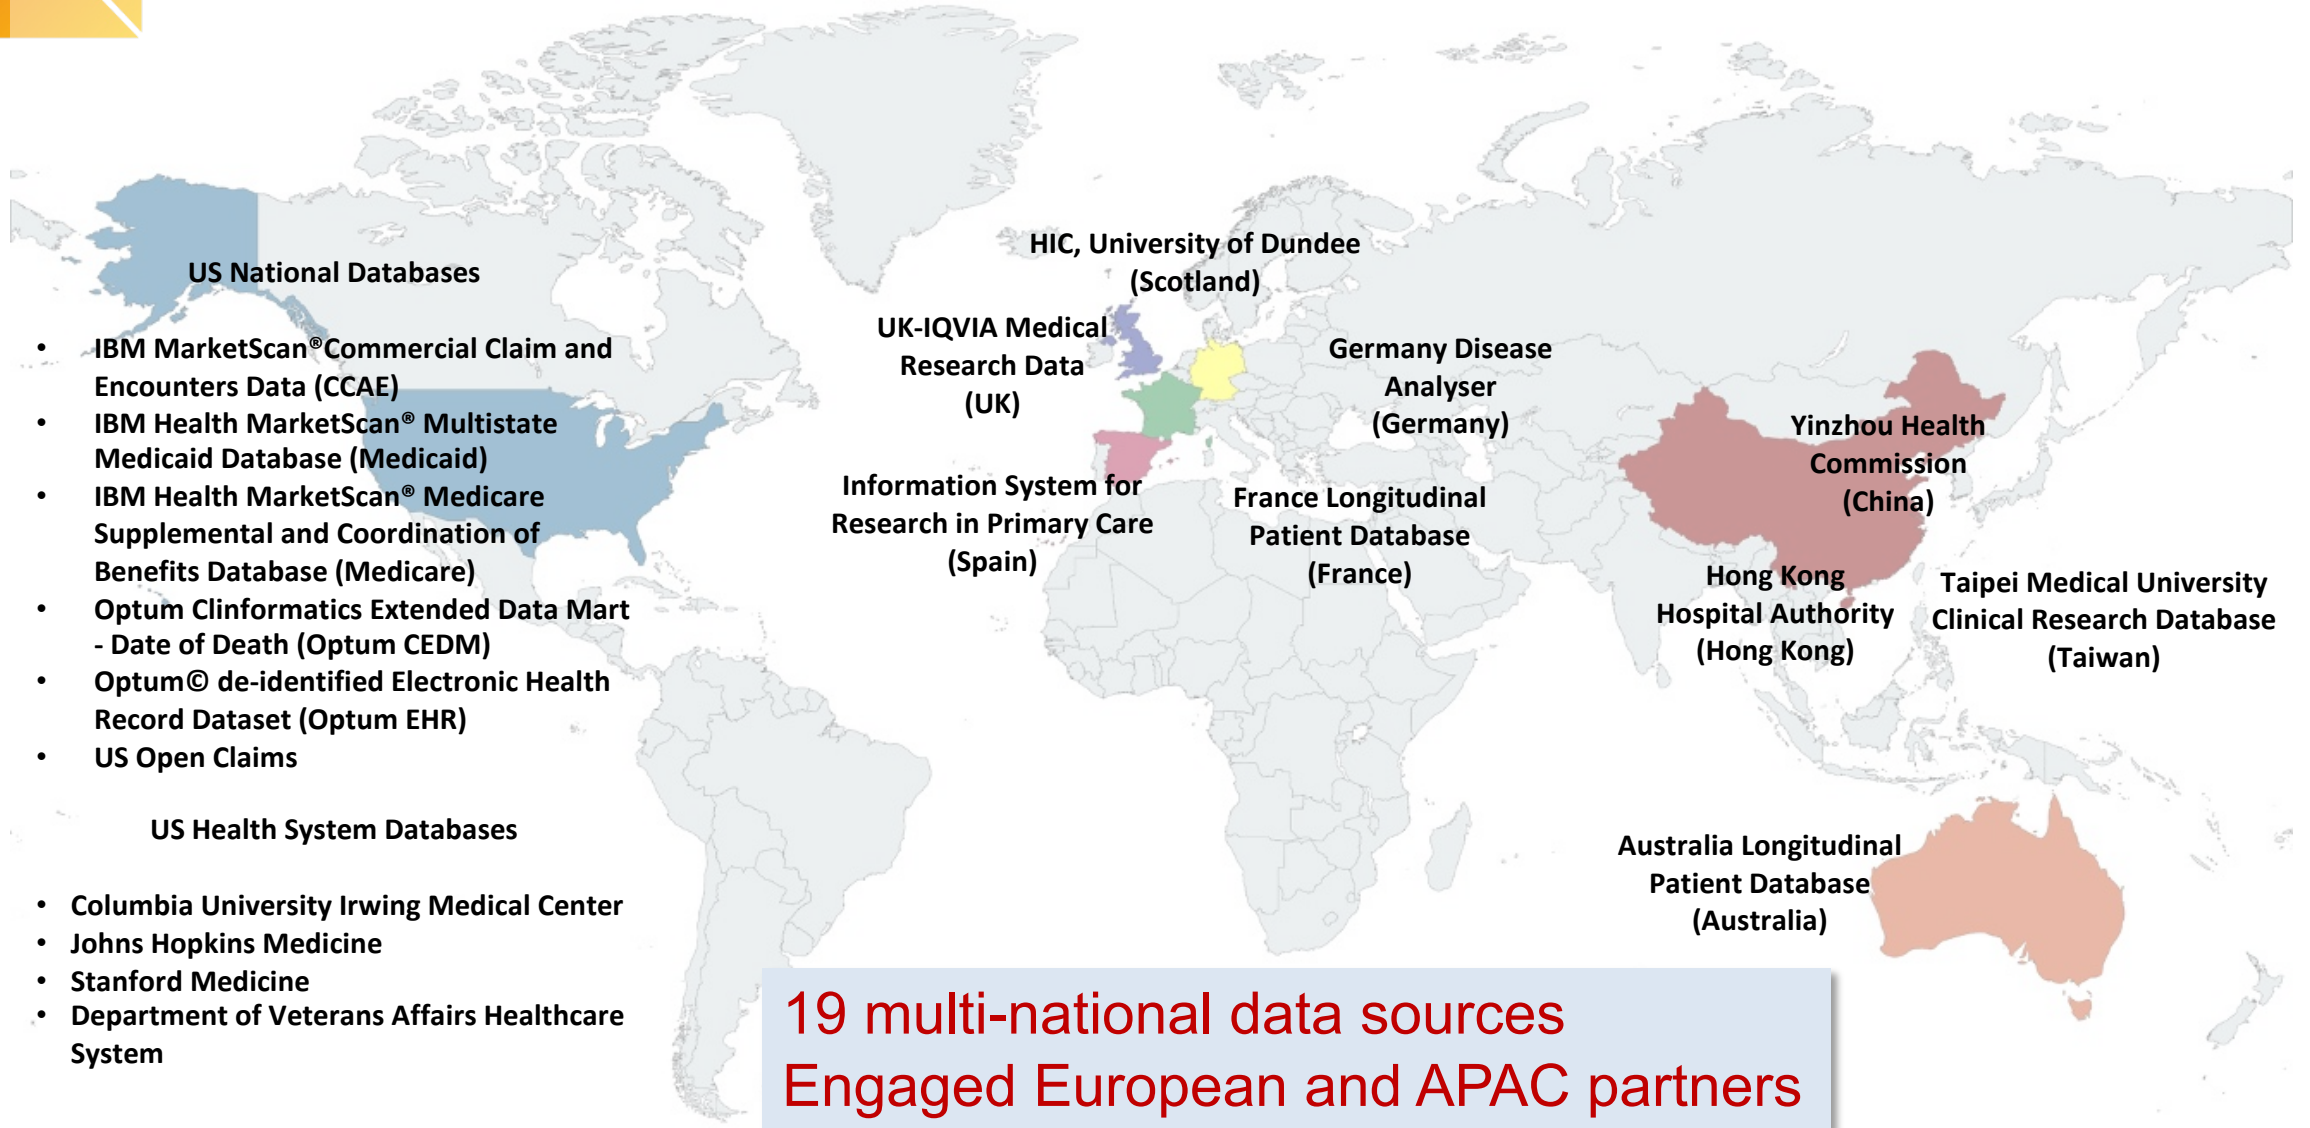 US National Databases
• IBM MarketScan®Commercial Claim and
Encounters Data (CCAE)
• IBM Health MarketScan® Multistate
Medicaid Database (Medicaid)
• IBM Health MarketScan® Medicare
Supplemental and Coordination of
Benefits Database (Medicare)
• Optum Clinformatics Extended Data Mart
- Date of Death (Optum CEDM)
• Optum© de-identified Electronic Health
Record Dataset (Optum EHR)
• US Open Claims
US Health System Databases
• Columbia University Irwing Medical Center
• Johns Hopkins Medicine
• Stanford Medicine
• Department of Veterans Affairs Healthcare
System
HIC, University of Dundee
(Scotland)
UK-IQVIA Medical
Research Data
(UK)
Germany Disease
Analyser
(Germany)
Information System for
Research in Primary Care
(Spain)
France Longitudinal
Patient Database
(France)
Yinzhou Health
Commission
(China)
Hong Kong
Hospital Authority
(Hong Kong)
Taipei Medical University
Clinical Research Database
(Taiwan)
Australia Longitudinal
Patient Database
(Australia)
19 multi-national data sources
Engaged European and APAC partners